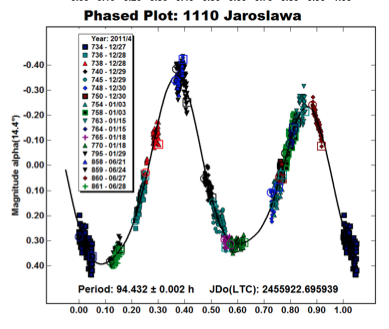 Phased Plot: 1110 Jaroslawa
Year: 2011/4
734 - 12/27
736 - 12/28
738 - 12/28
740 - 12/29
745 - 12/29
748 - 12/30
750 - 12/30
754 - 01/03
758 - 01/03
763 - 01/15
764 - 01/15
765 - 01/18
770 - 01/18
775 - 01/29
858 - 06/21
859 - 06/24
860 - 06/27
861 - 06/28
-0.40
-0.30
-0.20
-0.10
0.00
0.10
0.20
0.30
0.40
Magnitude alpha(14.4°)
Period: 94.432 ± 0.002 h JDo(LTC): 2455922.695939
0.00 0.10 0.20 0.30 0.40 0.50 0.60 0.70 0.80 0.90 1.00